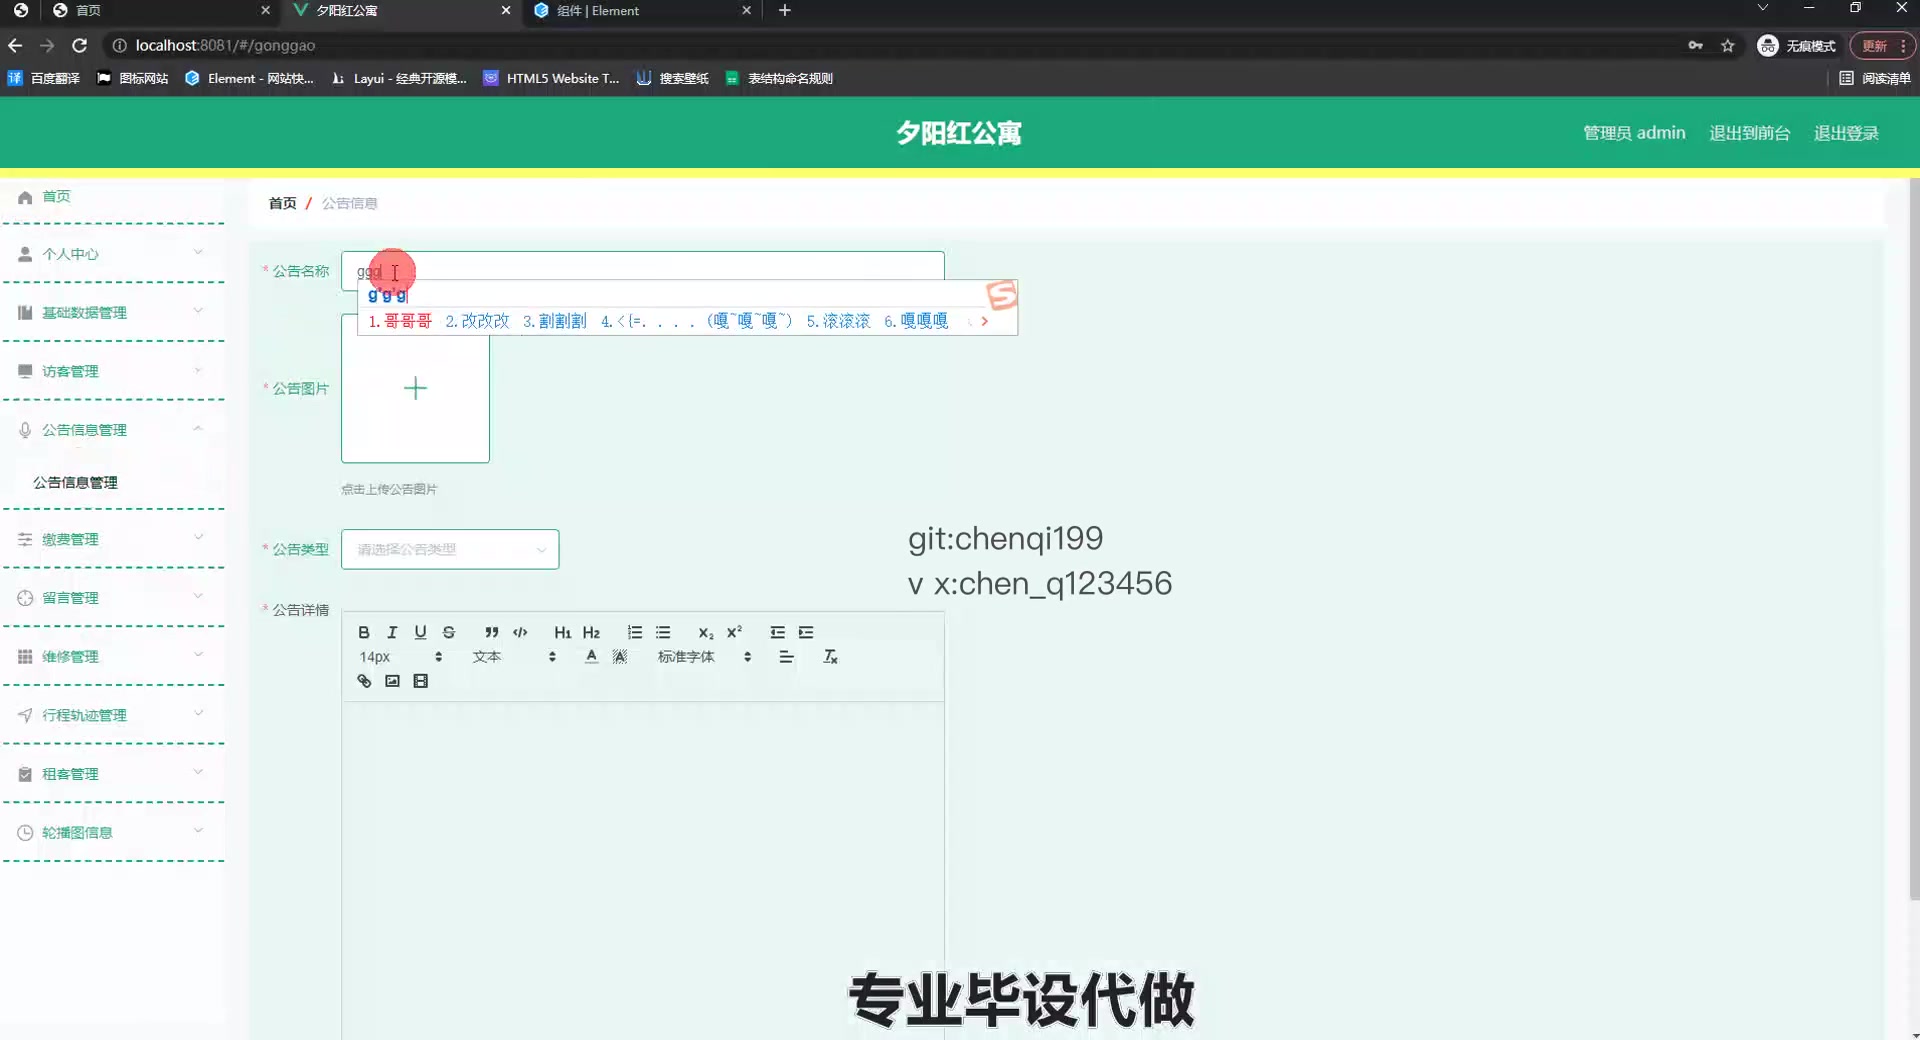 首页
夕阳红公寓
组件 | Element
localhost:8081/#/gonggao
无痕模式
更新
百度翻译
图标网站
Element - 网站快...
Layui - 经典开源模...
HTML5 Website T...
搜索壁纸
表结构命名规则
阅读清单
夕阳红公寓
管理员 admin
退出到前台
退出登录
首页
个人中心
基础数据管理
访客管理
公告信息管理
公告信息管理
缴费管理
留言管理
维修管理
行程轨迹管理
租客管理
轮播图信息
首页 / 公告信息
* 公告名称
ggg
g'g'g
1.哥哥哥 2.改改改 3.割割割 4.<{=....(嘎~嘎~嘎~) 5.滚滚滚 6.嘎嘎嘎
* 公告图片
点击上传公告图片
* 公告类型
请选择公告类型
* 公告详情
14px
文本
标准字体
git:chenqi199
v x:chen_q123456
专业毕设代做